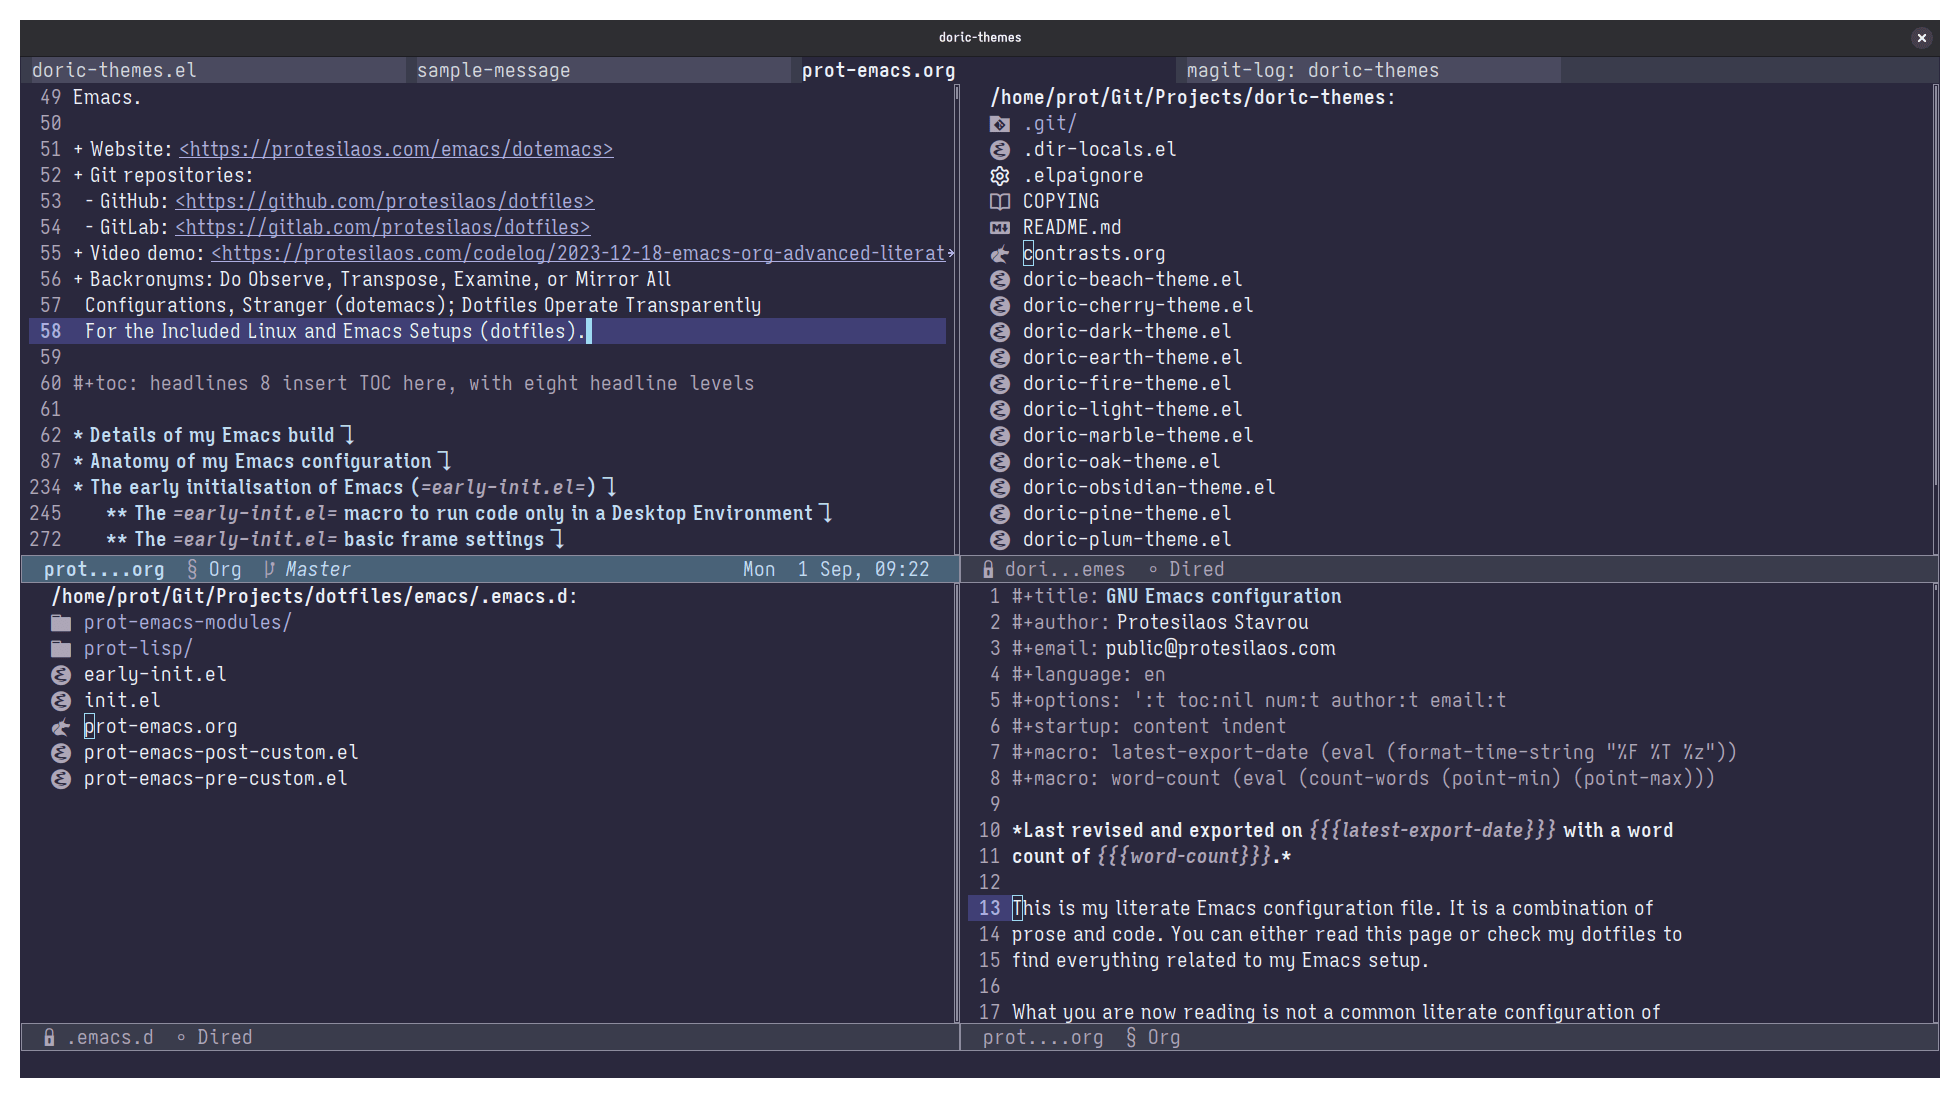 doric-themes
doric-themes.el
sample-message
prot-emacs.org
magit-log: doric-themes
49 Emacs.
50
51 + Website: <https://protesilaos.com/emacs/dotemacs>
52 + Git repositories:
53 - GitHub: <https://github.com/protesilaos/dotfiles>
54 - GitLab: <https://gitlab.com/protesilaos/dotfiles>
55 + Video demo: <https://protesilaos.com/codelog/2023-12-18-emacs-org-advanced-literat→
56 + Backronyms: Do Observe, Transpose, Examine, or Mirror All
57 Configurations, Stranger (dotemacs); Dotfiles Operate Transparently
58 For the Included Linux and Emacs Setups (dotfiles).
59
60 #+toc: headlines 8 insert TOC here, with eight headline levels
61
62 * Details of my Emacs build ⤵
87 * Anatomy of my Emacs configuration ⤵
234 * The early initialisation of Emacs (=early-init.el=) ⤵
245 ** The =early-init.el= macro to run code only in a Desktop Environment ⤵
272 ** The =early-init.el= basic frame settings ⤵
prot....org § Org Master Mon 1 Sep, 09:22
/home/prot/Git/Projects/doric-themes:
.git/
.dir-locals.el
.elpaignore
COPYING
README.md
contrasts.org
doric-beach-theme.el
doric-cherry-theme.el
doric-dark-theme.el
doric-earth-theme.el
doric-fire-theme.el
doric-light-theme.el
doric-marble-theme.el
doric-oak-theme.el
doric-obsidian-theme.el
doric-pine-theme.el
doric-plum-theme.el
dori...emes ∘ Dired
/home/prot/Git/Projects/dotfiles/emacs/.emacs.d:
prot-emacs-modules/
prot-lisp/
early-init.el
init.el
prot-emacs.org
prot-emacs-post-custom.el
prot-emacs-pre-custom.el
.emacs.d ∘ Dired
1 #+title: GNU Emacs configuration
2 #+author: Protesilaos Stavrou
3 #+email: public@protesilaos.com
4 #+language: en
5 #+options: ':t toc:nil num:t author:t email:t
6 #+startup: content indent
7 #+macro: latest-export-date (eval (format-time-string "%F %T %z"))
8 #+macro: word-count (eval (count-words (point-min) (point-max)))
9
10 *Last revised and exported on {{{latest-export-date}}} with a word
11 count of {{{word-count}}}.*
12
13 This is my literate Emacs configuration file. It is a combination of
14 prose and code. You can either read this page or check my dotfiles to
15 find everything related to my Emacs setup.
16
17 What you are now reading is not a common literate configuration of
prot....org § Org